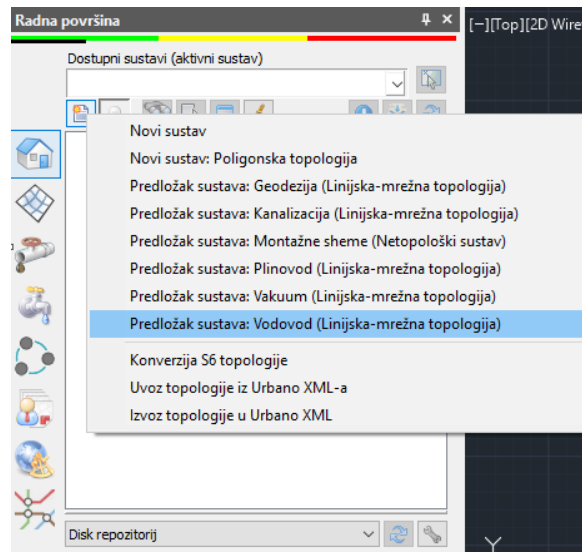 Radna površina
[−][Top][2D Wire
Dostupni sustavi (aktivni sustav)
Novi sustav
Novi sustav: Poligonska topologija
Predložak sustava: Geodezija (Linijska-mrežna topologija)
Predložak sustava: Kanalizacija (Linijska-mrežna topologija)
Predložak sustava: Montažne sheme (Netopološki sustav)
Predložak sustava: Plinovod (Linijska-mrežna topologija)
Predložak sustava: Vakuum (Linijska-mrežna topologija)
Predložak sustava: Vodovod (Linijska-mrežna topologija)
Konverzija S6 topologije
Uvoz topologije iz Urbano XML-a
Izvoz topologije u Urbano XML
Disk repozitorij
Y